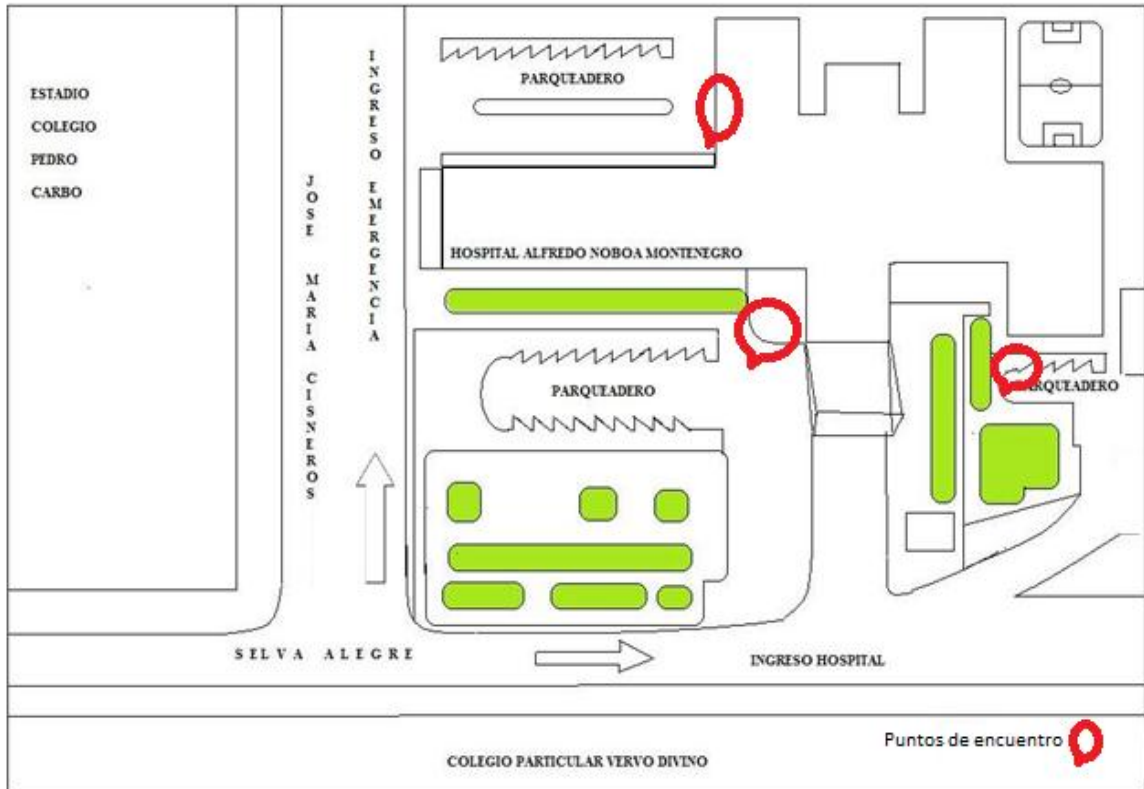 ESTADIO
COLEGIO
PEDRO
CARBO
JOSE MARIA CISNEROS
INGRESO EMERGENCIA
PARQUEADERO
HOSPITAL ALFREDO NOBOA MONTENEGRO
PARQUEADERO
PARQUEADERO
SELVA ALEGRE
INGRESO HOSPITAL
Puntos de encuentro
COLEGIO PARTICULAR VERVO DIVINO